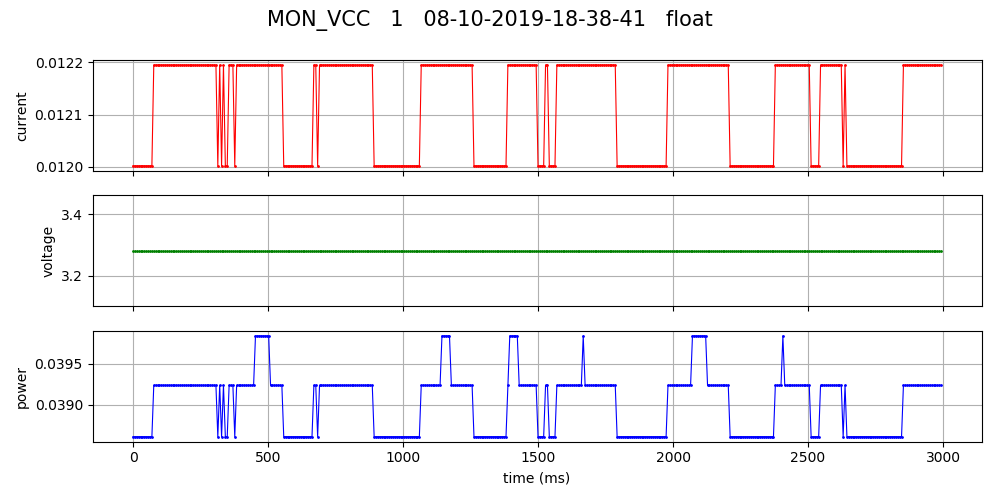 MON_VCC 1 08-10-2019-18-38-41 float
0.0122
0.0121
0.0120
current
3.4
3.2
voltage
0.0395
0.0390
power
0 500 1000 1500 2000 2500 3000
time (ms)